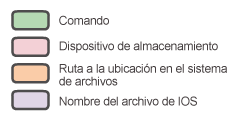 Comando
Dispositivo de almacenamiento
Ruta a la ubicación en el sistema
de archivos
Nombre del archivo de IOS